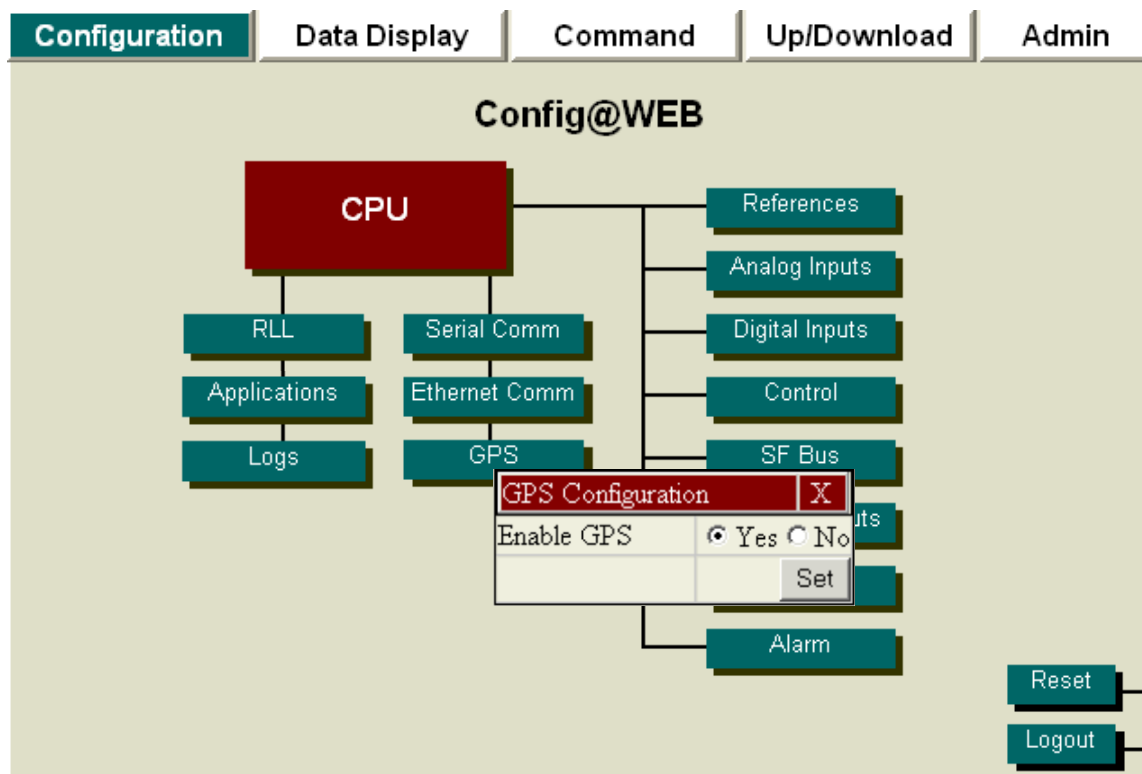 Configuration Data Display Command Up/Download Admin
Config@WEB
CPU
References
Analog Inputs
RLL Serial Comm Digital Inputs
Applications Ethernet Comm Control
Logs GPS SF Bus
GPS Configuration X
Enable GPS Yes No
Set
Alarm
Reset
Logout